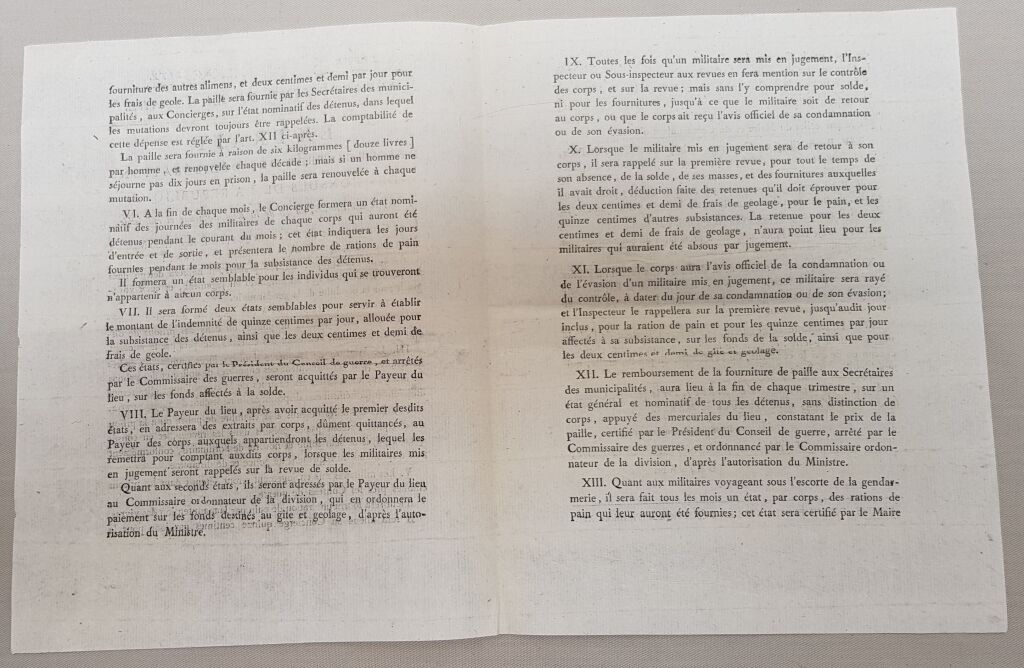 fourniture des autres alimens, et deux centimes et demi par jour pour
les frais de geole. La paille sera fournie par les Secrétaires des munici-
palités, aux Concierges, sur l'état nominatif des détenus, dans lequel
les mutations devront toujours être rappelées. La comptabilité de
cette dépense est réglée par l'art. XII ci-après.
La paille sera fournie à raison de six kilogrammes [ douze livres ]
par homme, et renouvelée chaque décade ; mais si un homme ne
séjourne pas dix jours en prison, la paille sera renouvelée à chaque
mutation.
VI. A la fin de chaque mois, le Concierge formera un état nomi-
natif des journées des militaires de chaque corps qui auront été
détenus pendant le courant du mois ; cet état indiquera les jours
d'entrée et de sortie, et présentera le nombre de rations de pain
fournies pendant le mois pour la subsistance des détenus.
Il formera un état semblable pour les individus qui se trouveront
n'appartenir à aucun corps.
VII. Il sera formé deux états semblables pour servir à établir
le montant de l'indemnité de quinze centimes par jour, allouée pour
la subsistance des détenus, ainsi que les deux centimes et demi de
frais de geole.
Ces états, certifiés par le Président du Conseil de guerre, et arrêtés
par le Commissaire des guerres, seront acquittés par le Payeur du
lieu, sur les fonds affectés à la solde.
VIII. Le Payeur du lieu, après avoir acquitté le premier desdits
états, en adressera des extraits par corps, dûment quittancés, au
Payeur des corps auxquels appartiendront les détenus, lequel les
remettra pour comptant auxdits corps, lorsque les militaires mis
en jugement seront rappelés sur la revue de solde.
Quant aux seconds états, ils seront adressés par le Payeur du lieu
au Commissaire ordonnateur de la division, qui en ordonnera le
paiement sur les fonds destinés au gîte et geolage, d'après l'auto-
risation du Ministre.
IX. Toutes les fois qu'un militaire sera mis en jugement, l'Ins-
pecteur ou Sous-inspecteur aux revues en fera mention sur le contrôle
des corps, et sur la revue ; mais sans l'y comprendre pour solde,
ni pour les fournitures, jusqu'à ce que le militaire soit de retour
au corps, ou que le corps ait reçu l'avis officiel de sa condamnation
ou de son évasion.
X. Lorsque le militaire mis en jugement sera de retour à son
corps, il sera rappelé sur la première revue, pour tout le temps de
son absence, de la solde, de ses masses, et des fournitures auxquelles
il avait droit, déduction faite des retenues qu'il doit éprouver pour
les deux centimes et demi de frais de geolage, pour le pain, et les
quinze centimes d'autres subsistances. La retenue pour les deux
centimes et demi de frais de geolage, n'aura point lieu pour les
militaires qui auraient été absous par jugement.
XI. Lorsque le corps aura l'avis officiel de la condamnation ou
de l'évasion d'un militaire mis en jugement, ce militaire sera rayé
du contrôle, à dater du jour de sa condamnation ou de son évasion ;
et l'Inspecteur le rappellera sur la première revue, jusqu'audit jour
inclus, pour la ration de pain et pour les quinze centimes par jour
affectés à sa subsistance, sur les fonds de la solde, ainsi que pour
les deux centimes et demi de gîte et geolage.
XII. Le remboursement de la fourniture de paille aux Secrétaires
des municipalités, aura lieu à la fin de chaque trimestre, sur un
état général et nominatif de tous les détenus, sans distinction de
corps, appuyé des mercuriales du lieu, constatant le prix de la
paille, certifié par le Président du Conseil de guerre, arrêté par le
Commissaire des guerres, et ordonnancé par le Commissaire ordon-
nateur de la division, d'après l'autorisation du Ministre.
XIII. Quant aux militaires voyageant sous l'escorte de la gendar-
merie, il sera fait tous les mois un état, par corps, des rations de
pain qui leur auront été fournies ; cet état sera certifié par le Maire